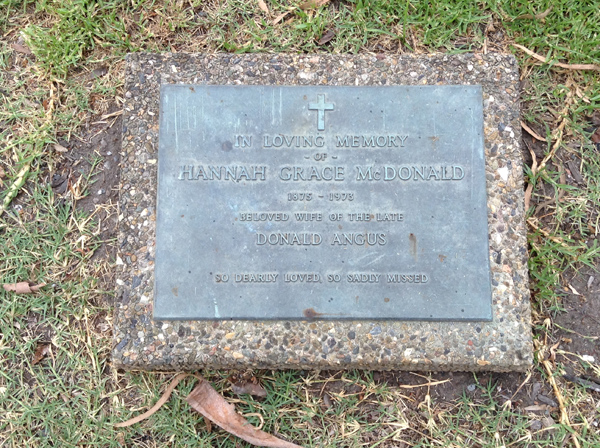 IN LOVING MEMORY
- OF -
HANNAH GRACE McDONALD
1875 - 1973
BELOVED WIFE OF THE LATE
DONALD ANGUS
SO DEARLY LOVED, SO SADLY MISSED